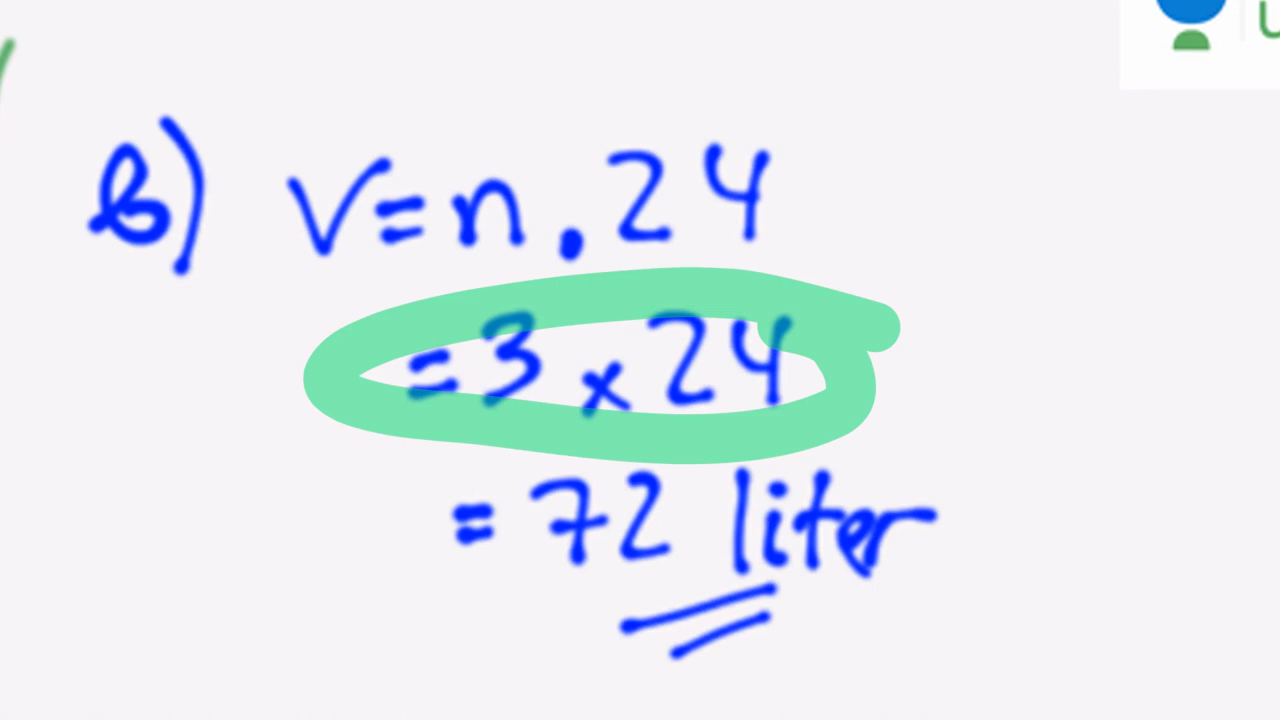 b) V=n.24
=3x24
=72 liter